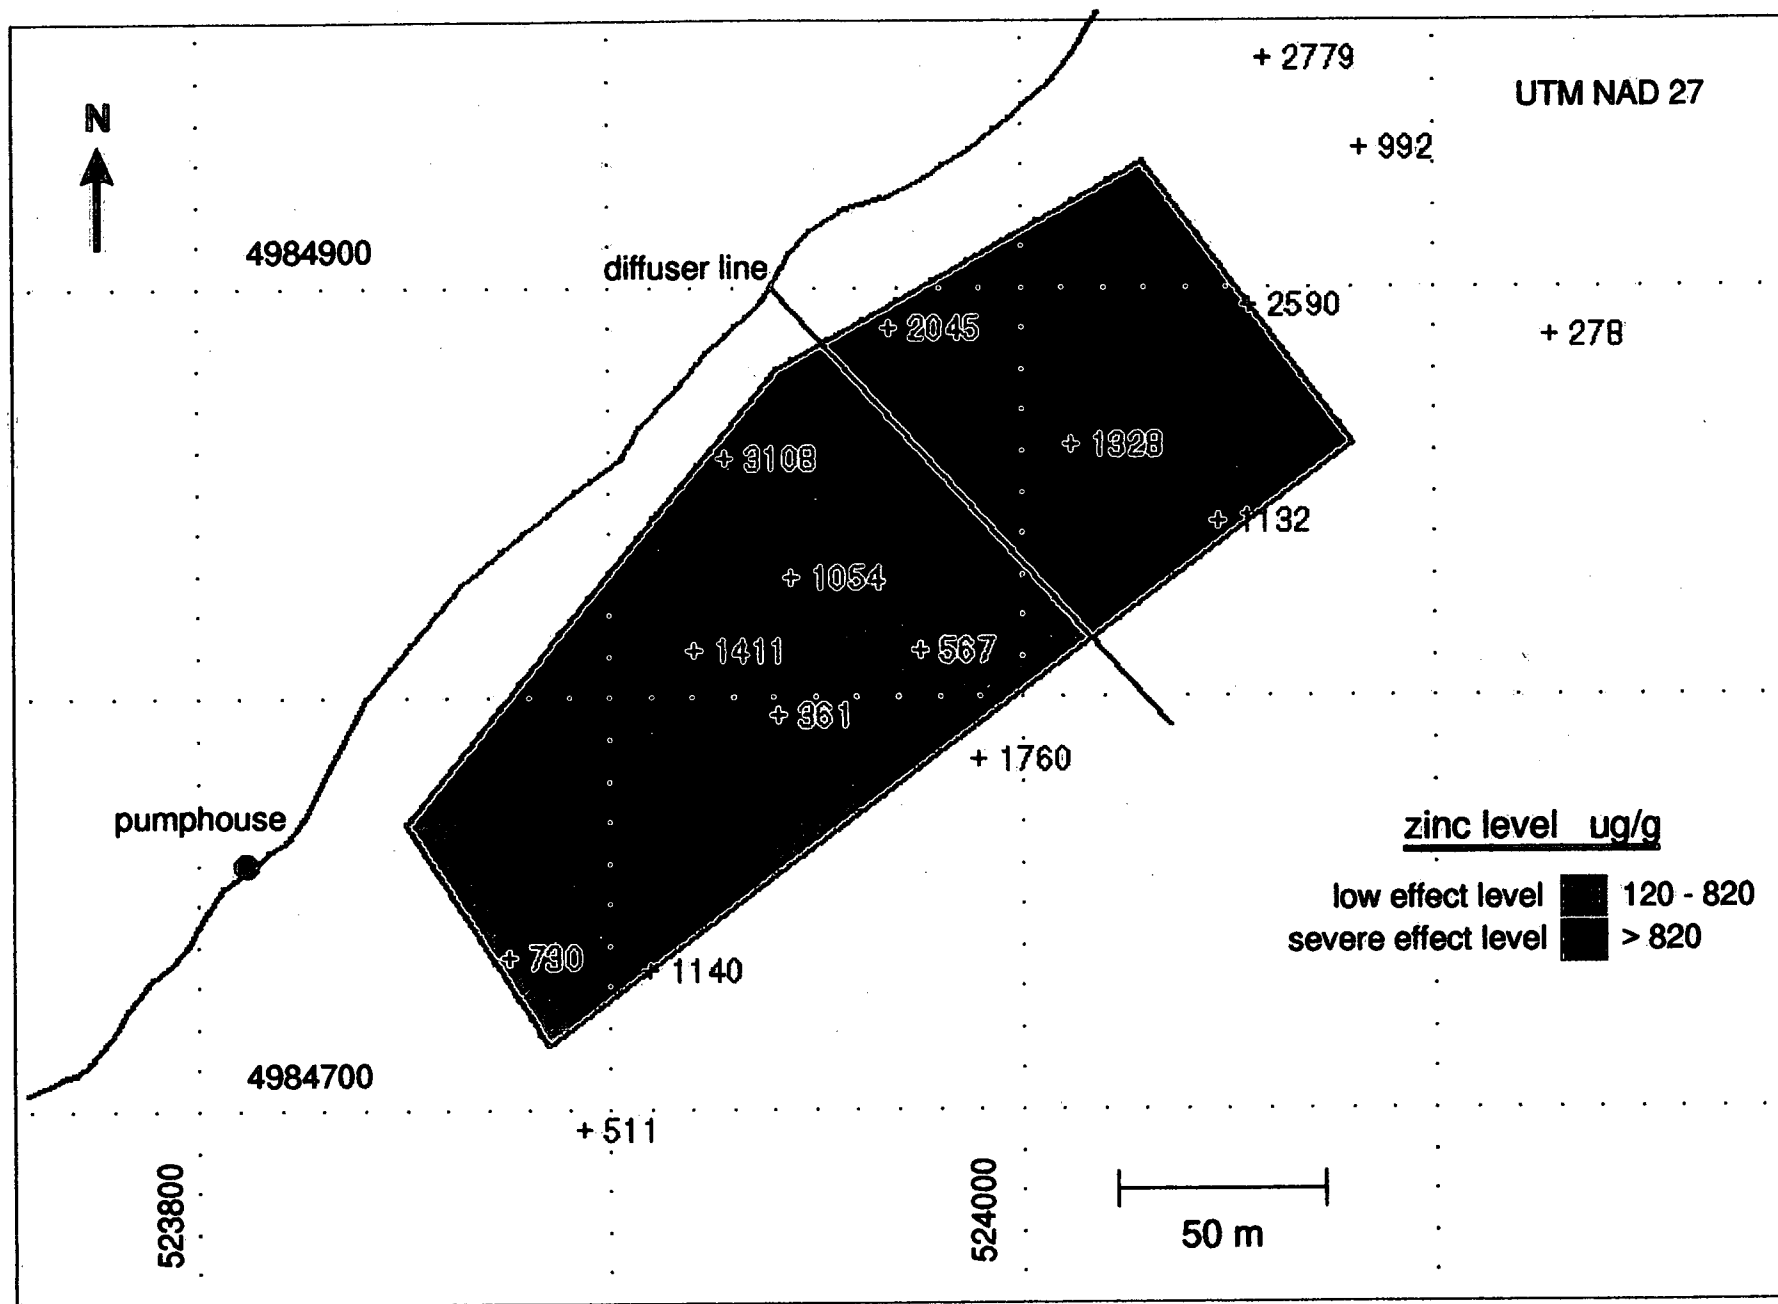 + 2779
UTM NAD 27
N
+ 992
4984900
diffuser line
+ 2590
+ 2045
+ 278
+ 1328
+ 3108
+ 1132
+ 1054
+ 1411
+ 567
+ 361
+ 1760
pumphouse
zinc level ug/g
low effect level 120 - 820
severe effect level > 820
+ 730
+ 1140
4984700
+ 511
523800
524000
50 m